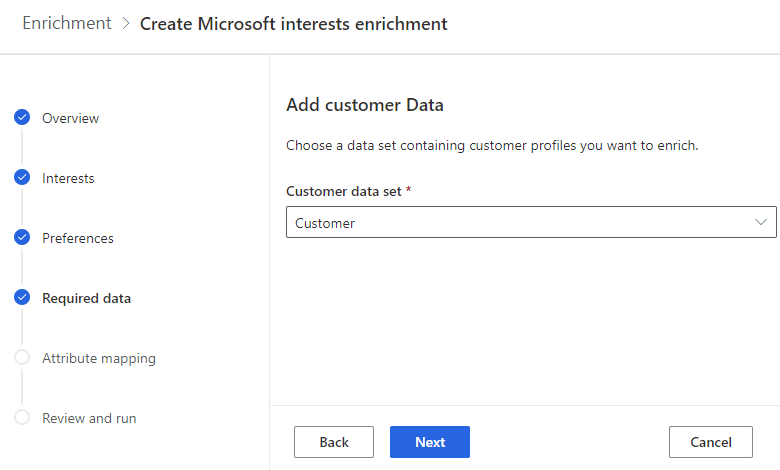 Enrichment > Create Microsoft interests enrichment
Overview
Interests
Preferences
Required data
Attribute mapping
Review and run
Add customer Data
Choose a data set containing customer profiles you want to enrich.
Customer data set *
Customer
Back
Next
Cancel